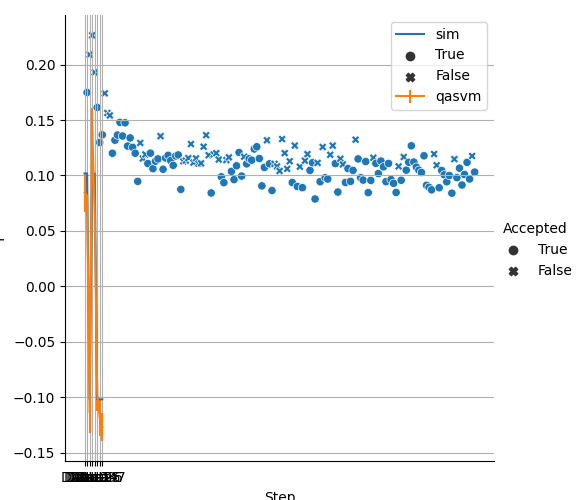 sim
True
False
qasvm
0.20
0.15
0.10
0.05
0.00
−0.05
−0.10
−0.15
Accepted
True
False
Step